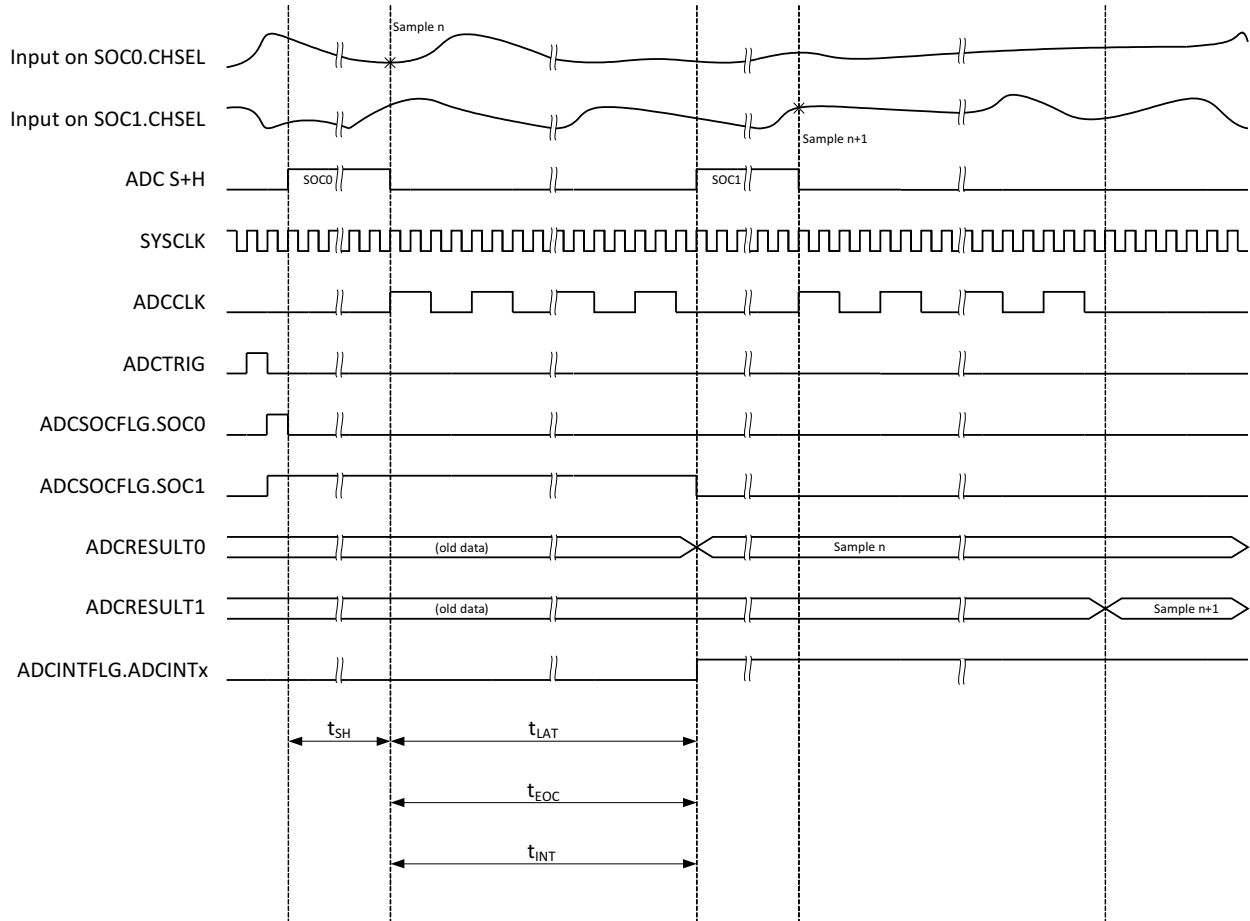 Sample n
Input on SOC0.CHSEL
Input on SOC1.CHSEL
Sample n+1
ADC S+H
SOC0
SOC1
SYSCLK
ADCCLK
ADCTRIG
ADCSOCFLG.SOC0
ADCSOCFLG.SOC1
ADCRESULT0
(old data)
Sample n
ADCRESULT1
(old data)
Sample n+1
ADCINTFLG.ADCINTx
tSH
tLAT
tEOC
tINT